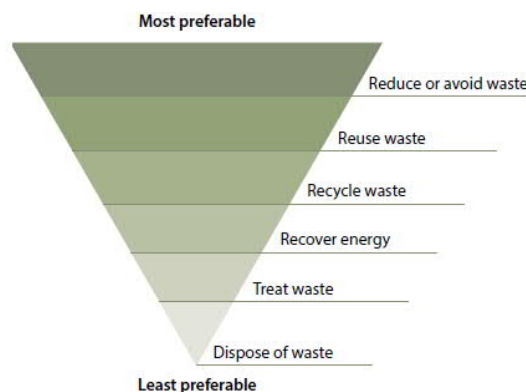 Most preferable
Reduce or avoid waste
Reuse waste
Recycle waste
Recover energy
Treat waste
Dispose of waste
Least preferable